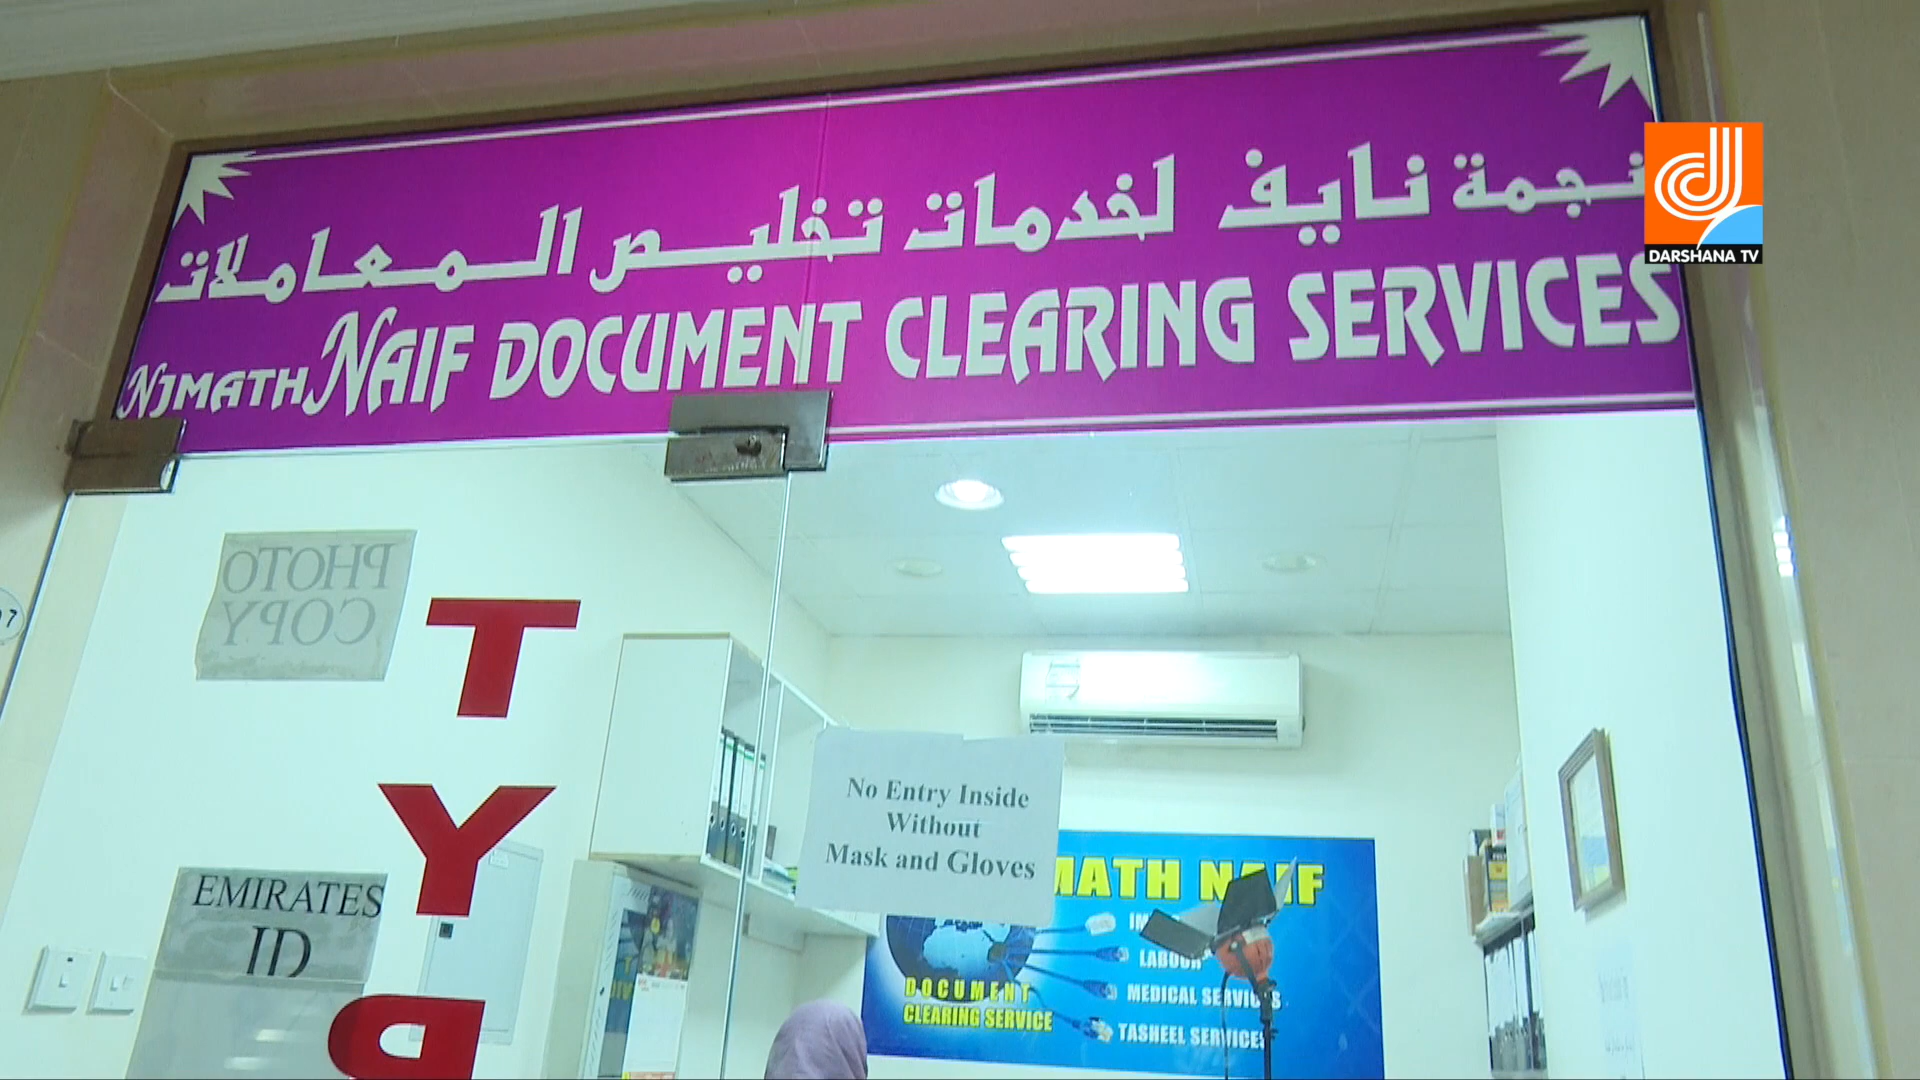 نجمة نايف لخدمات تخليص المعاملات
NJMATH NAIF DOCUMENT CLEARING SERVICES
DARSHANA TV
PHOTO
COPY
T
Y
P
EMIRATES
ID
No Entry Inside
Without
Mask and Gloves
MATH NAIF
LABOUR
MEDICAL SERVICES
TASHEEL SERVICES
DOCUMENT
CLEARING SERVICE